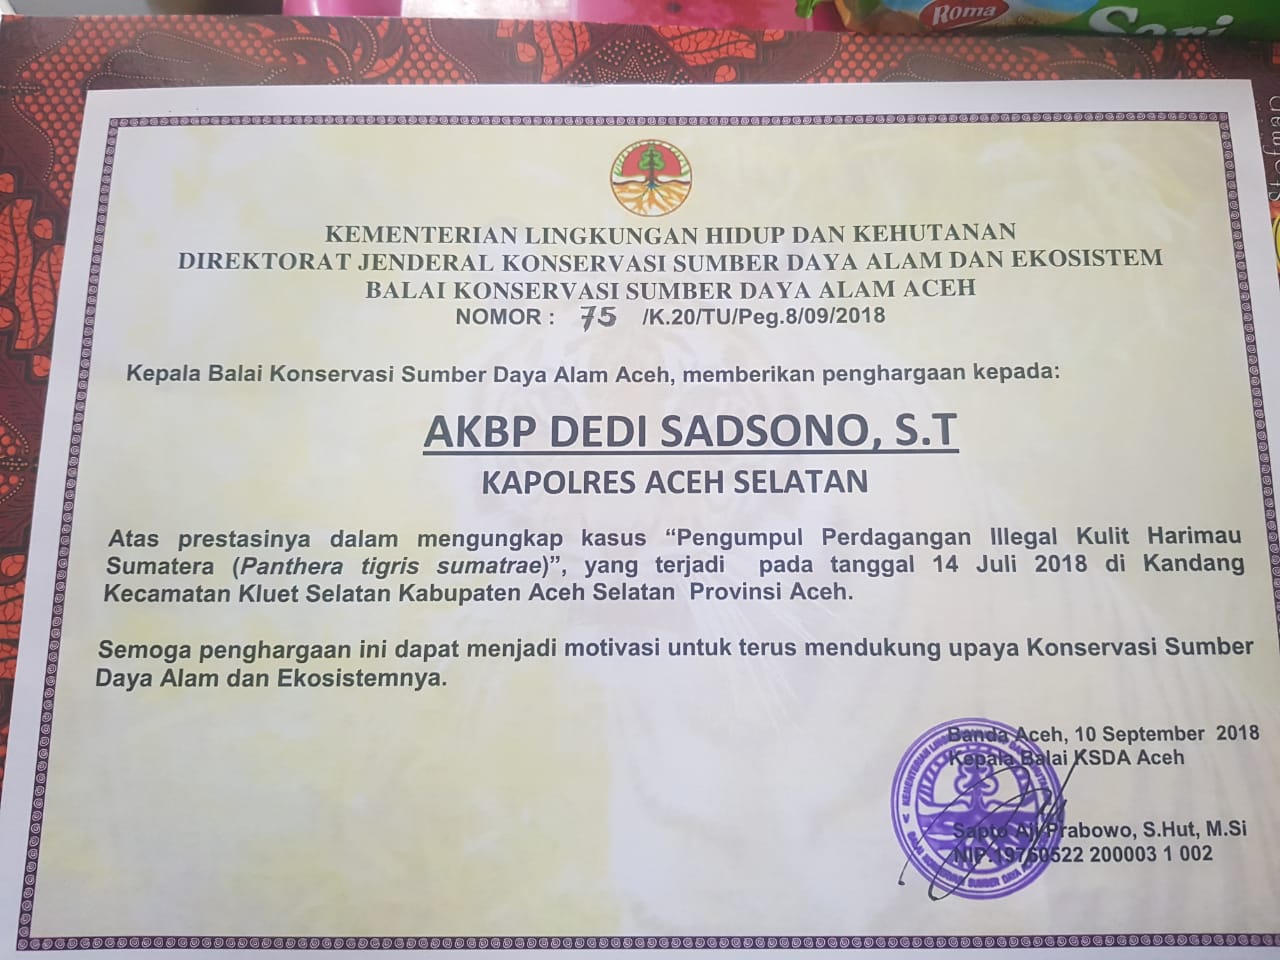 Roma
Sari
KEMENTERIAN LINGKUNGAN HIDUP DAN KEHUTANAN
DIREKTORAT JENDERAL KONSERVASI SUMBER DAYA ALAM DAN EKOSISTEM
BALAI KONSERVASI SUMBER DAYA ALAM ACEH
NOMOR : 75 /K.20/TU/Peg.8/09/2018
Kepala Balai Konservasi Sumber Daya Alam Aceh, memberikan penghargaan kepada:
AKBP DEDI SADSONO, S.T
KAPOLRES ACEH SELATAN
Atas prestasinya dalam mengungkap kasus “Pengumpul Perdagangan Illegal Kulit Harimau
Sumatera (Panthera tigris sumatrae)”, yang terjadi pada tanggal 14 Juli 2018 di Kandang
Kecamatan Kluet Selatan Kabupaten Aceh Selatan Provinsi Aceh.
Semoga penghargaan ini dapat menjadi motivasi untuk terus mendukung upaya Konservasi Sumber
Daya Alam dan Ekosistemnya.
Banda Aceh, 10 September 2018
Kepala Balai KSDA Aceh
Sapto Aji Prabowo, S.Hut, M.Si
NIP.19760522 200003 1 002